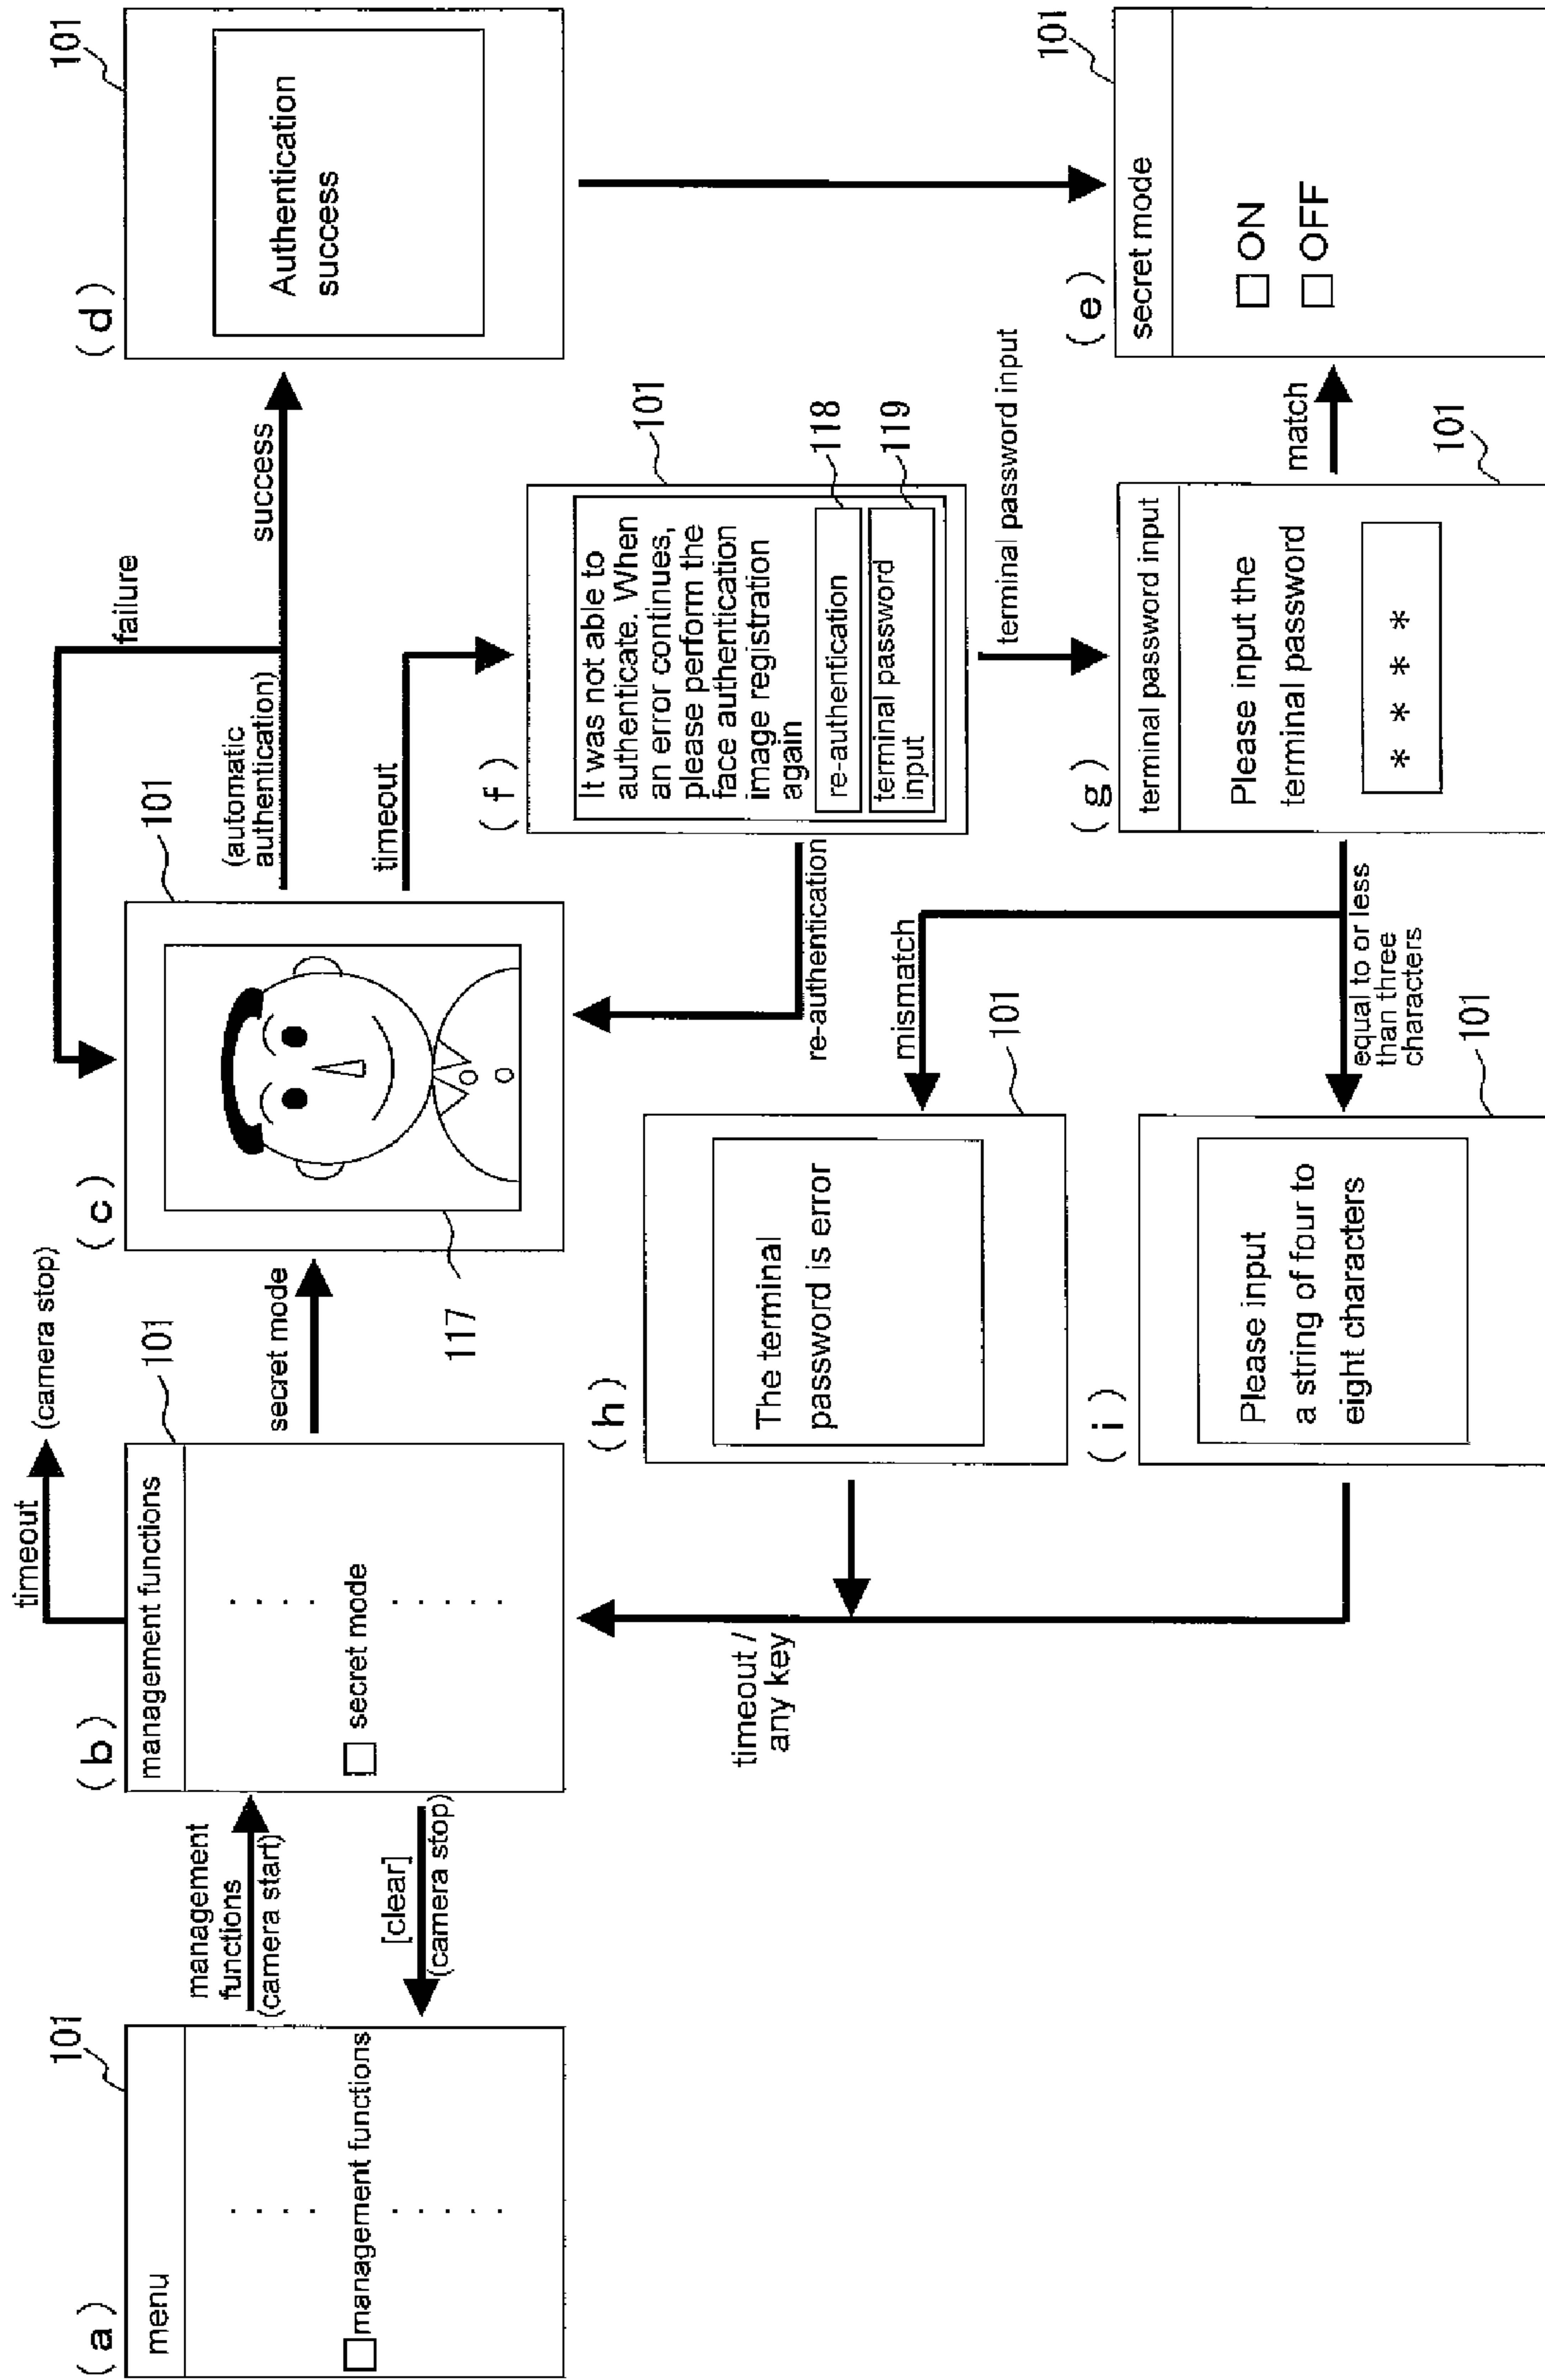 (a)
101
menu
. . . .
management functions
. . . . .
management
functions
(camera start)
[clear]
(camera stop)
(b)
101
management functions
. . . .
secret mode
. . . . .
timeout
(camera stop)
secret mode
(c)
101
117
failure
(automatic
authentication)
success
timeout
(d)
101
Authentication
success
(f)
101
It was not able to
authenticate. When
an error continues,
please perform the
face authentication
image registration
again
re-authentication
118
terminal password
input
119
re-authentication
terminal password input
(e)
101
secret mode
ON
OFF
(g)
101
terminal password input
Please input the
terminal password
* * * *
match
mismatch
equal to or less
than three
characters
(h)
101
The terminal
password is error
(i)
101
Please input
a string of four to
eight characters
timeout /
any key